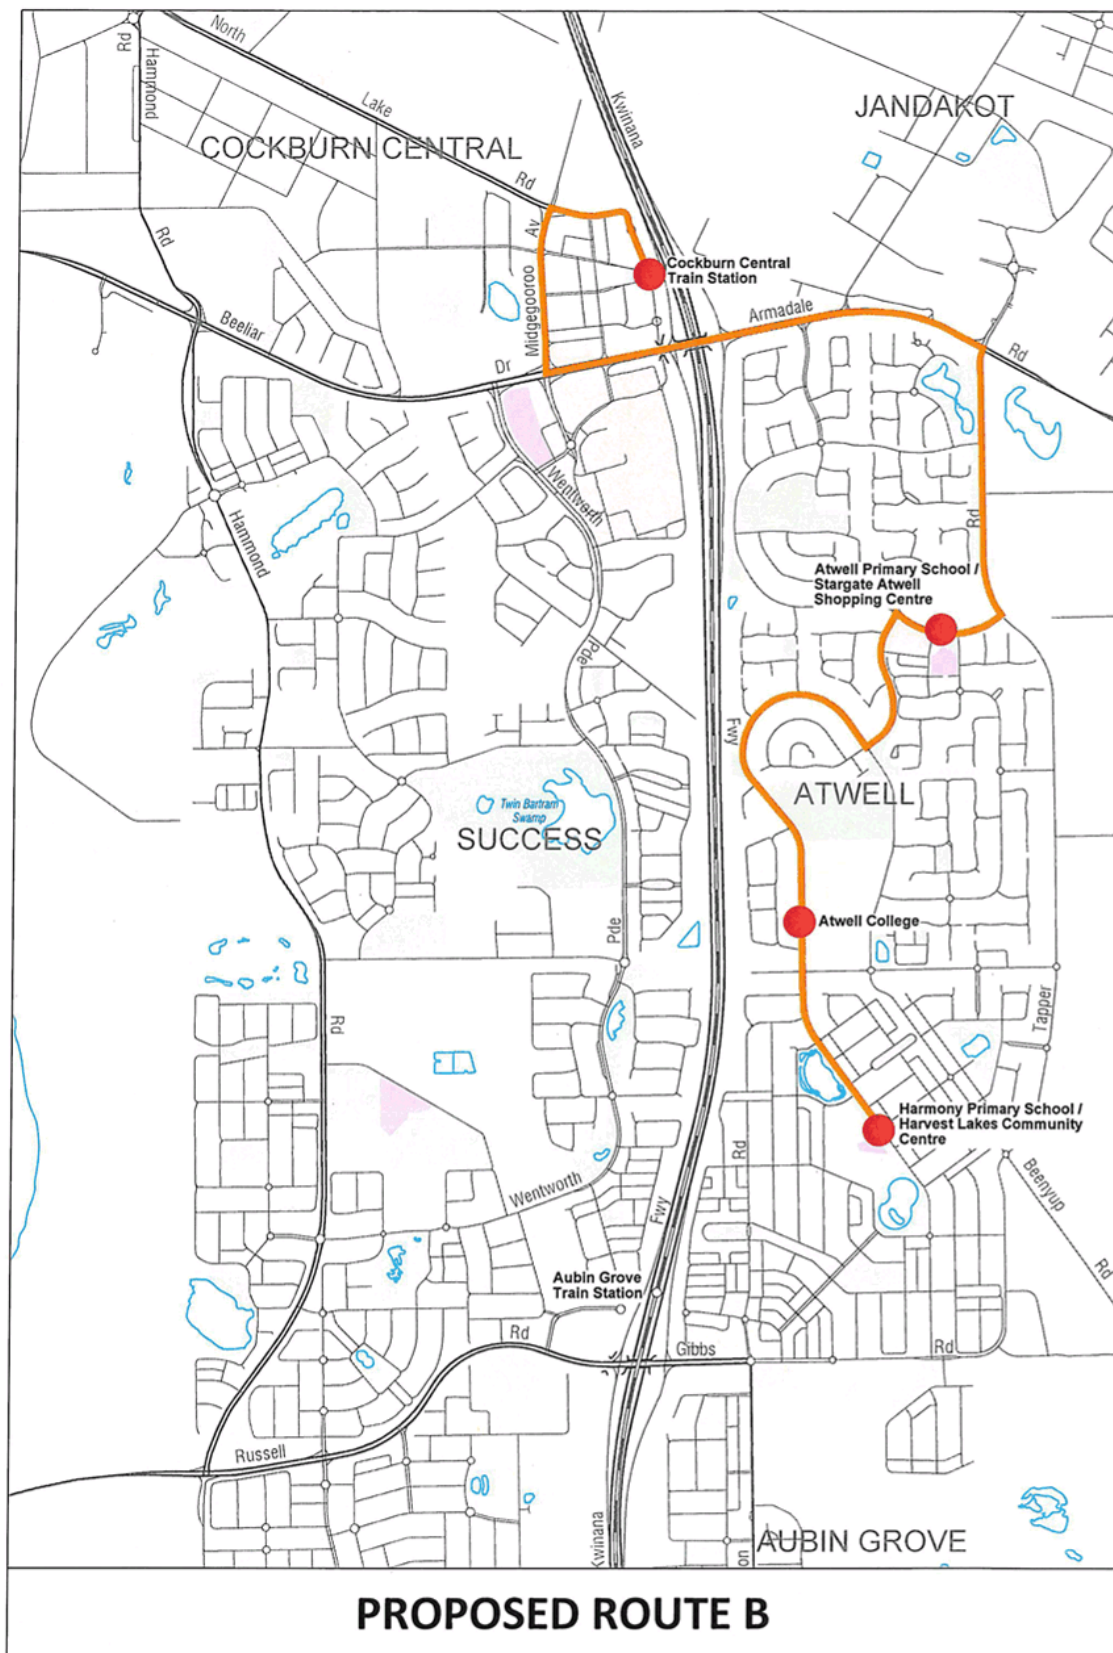 North
Rd
Hammond
Lake
Kwinana
JANDAKOT
COCKBURN CENTRAL
Rd
Av
Rd
Cockburn Central
Train Station
Midgegooroo
Armadale
Beeliar
Dr
Rd
Wentworth
Rd
Hammond
Atwell Primary School /
Stargate Atwell
Shopping Centre
Pde
Fwy
ATWELL
Twin Bartram
Swamp
SUCCESS
Atwell College
Pde
Rd
Tapper
Harmony Primary School /
Harvest Lakes Community
Centre
Rd
Beenyup
Wentworth
Fwy
Rd
Aubin Grove
Train Station
Rd
Gibbs
Rd
Russell
Kwinana
on
AUBIN GROVE
PROPOSED ROUTE B